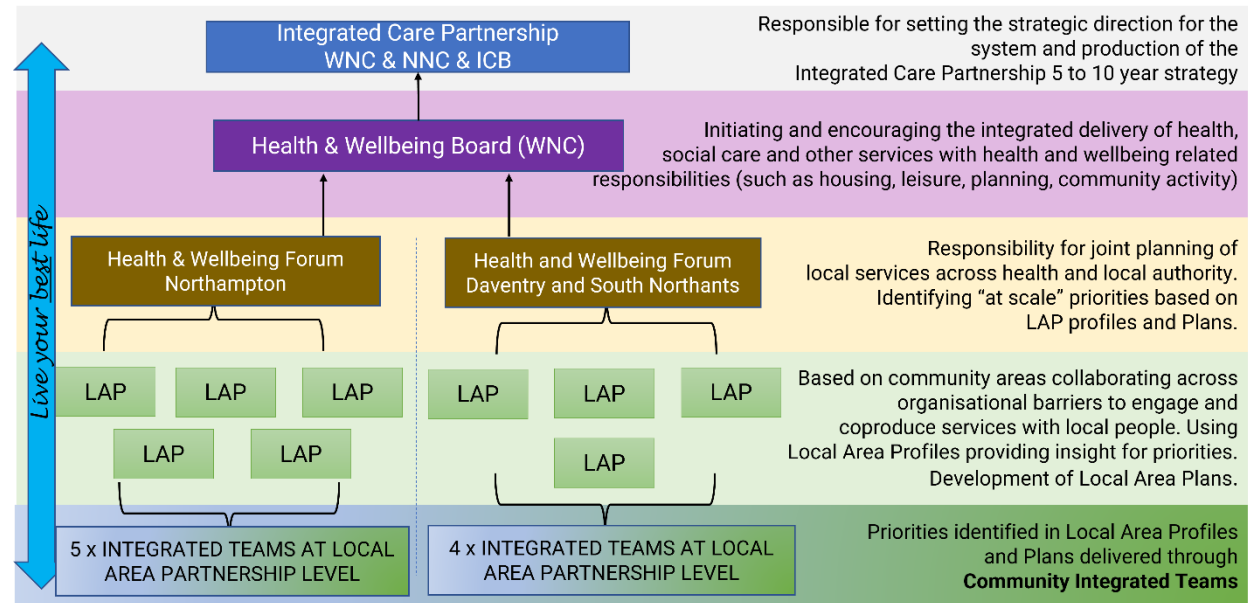 Integrated Care Partnership
WNC & NNC & ICB
Responsible for setting the strategic direction for the
system and production of the
Integrated Care Partnership 5 to 10 year strategy
Health & Wellbeing Board (WNC)
Initiating and encouraging the integrated delivery of health,
social care and other services with health and wellbeing related
responsibilities (such as housing, leisure, planning, community activity)
Live your best life
Health & Wellbeing Forum
Northampton
Health and Wellbeing Forum
Daventry and South Northants
Responsibility for joint planning of
local services across health and local authority.
Identifying “at scale” priorities based on
LAP profiles and Plans.
LAP
LAP
LAP
LAP
LAP
LAP
LAP
LAP
LAP
Based on community areas collaborating across
organisational barriers to engage and
coproduce services with local people. Using
Local Area Profiles providing insight for priorities.
Development of Local Area Plans.
5 x INTEGRATED TEAMS AT LOCAL
AREA PARTNERSHIP LEVEL
4 x INTEGRATED TEAMS AT LOCAL
AREA PARTNERSHIP LEVEL
Priorities identified in Local Area Profiles
and Plans delivered through
Community Integrated Teams